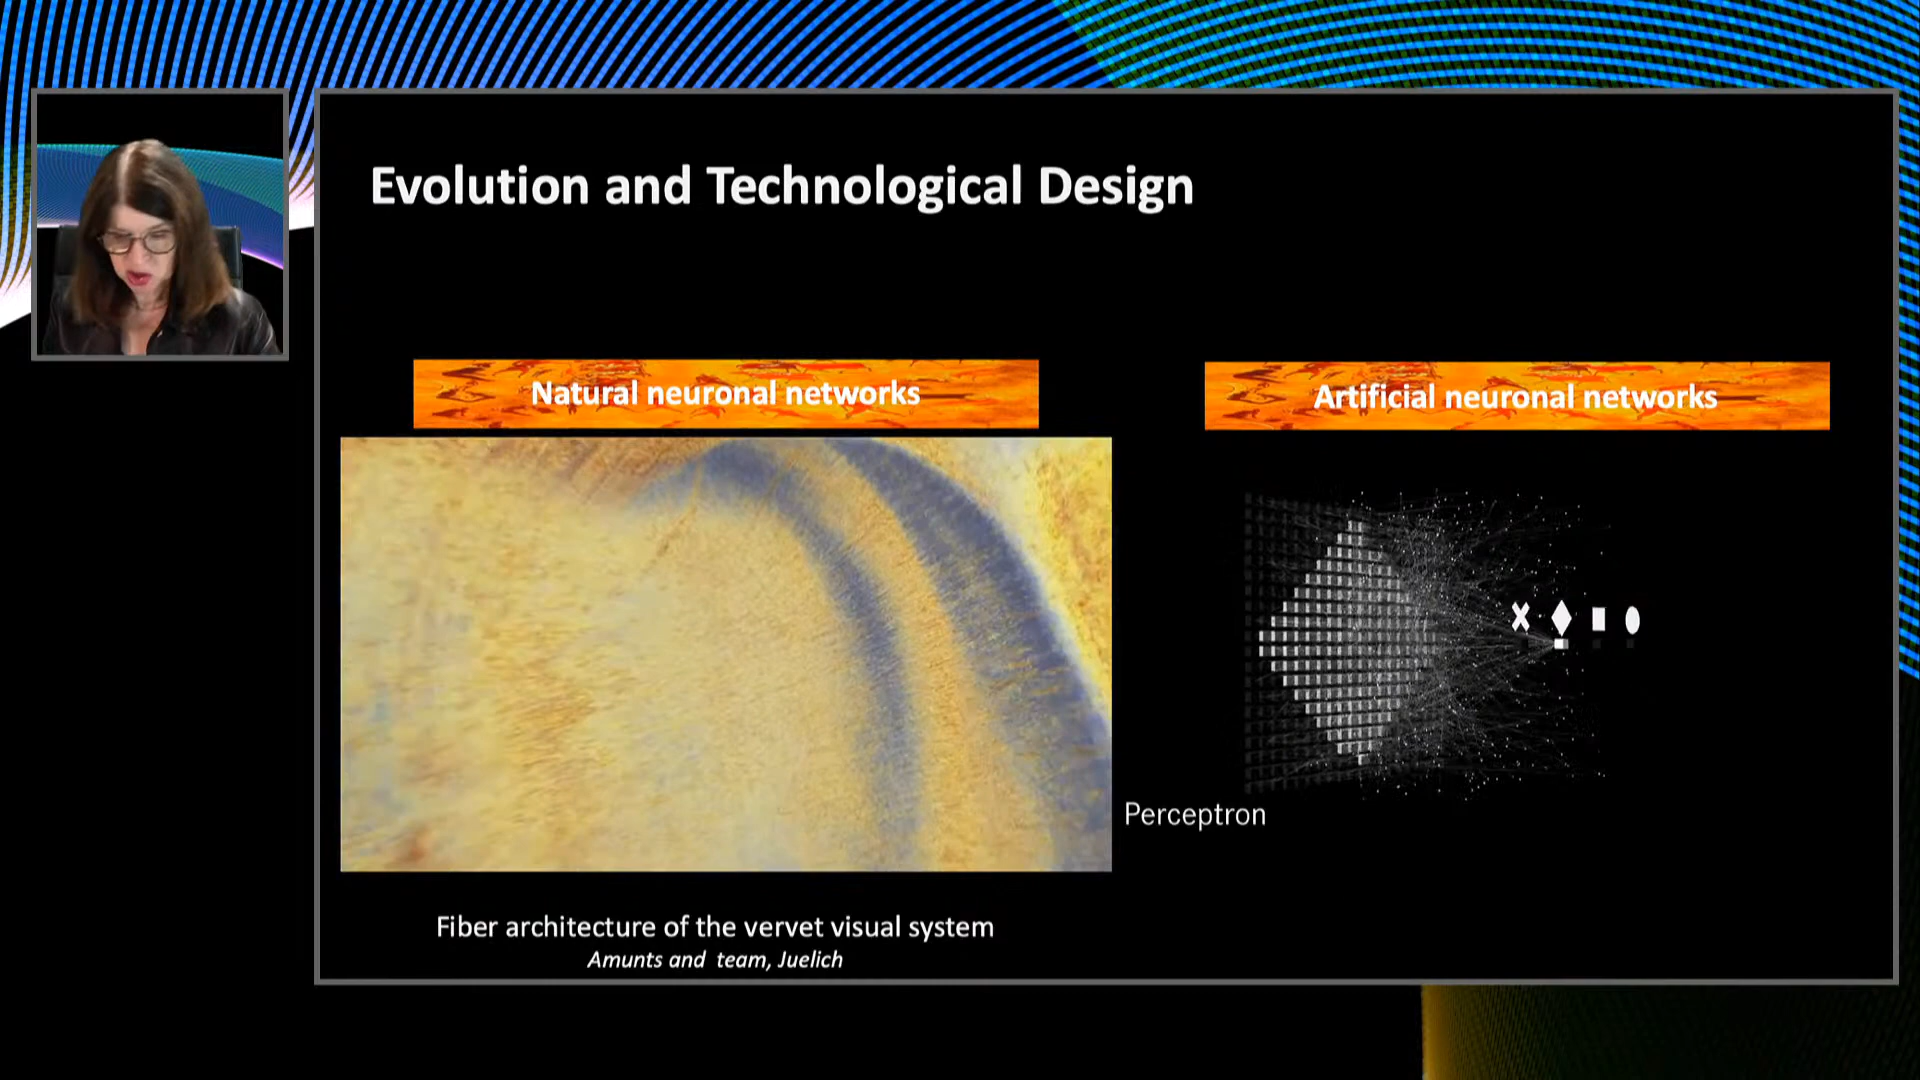 Evolution and Technological Design
Natural neuronal networks
Artificial neuronal networks
Perceptron
Fiber architecture of the vervet visual system
Amunts and team, Juelich